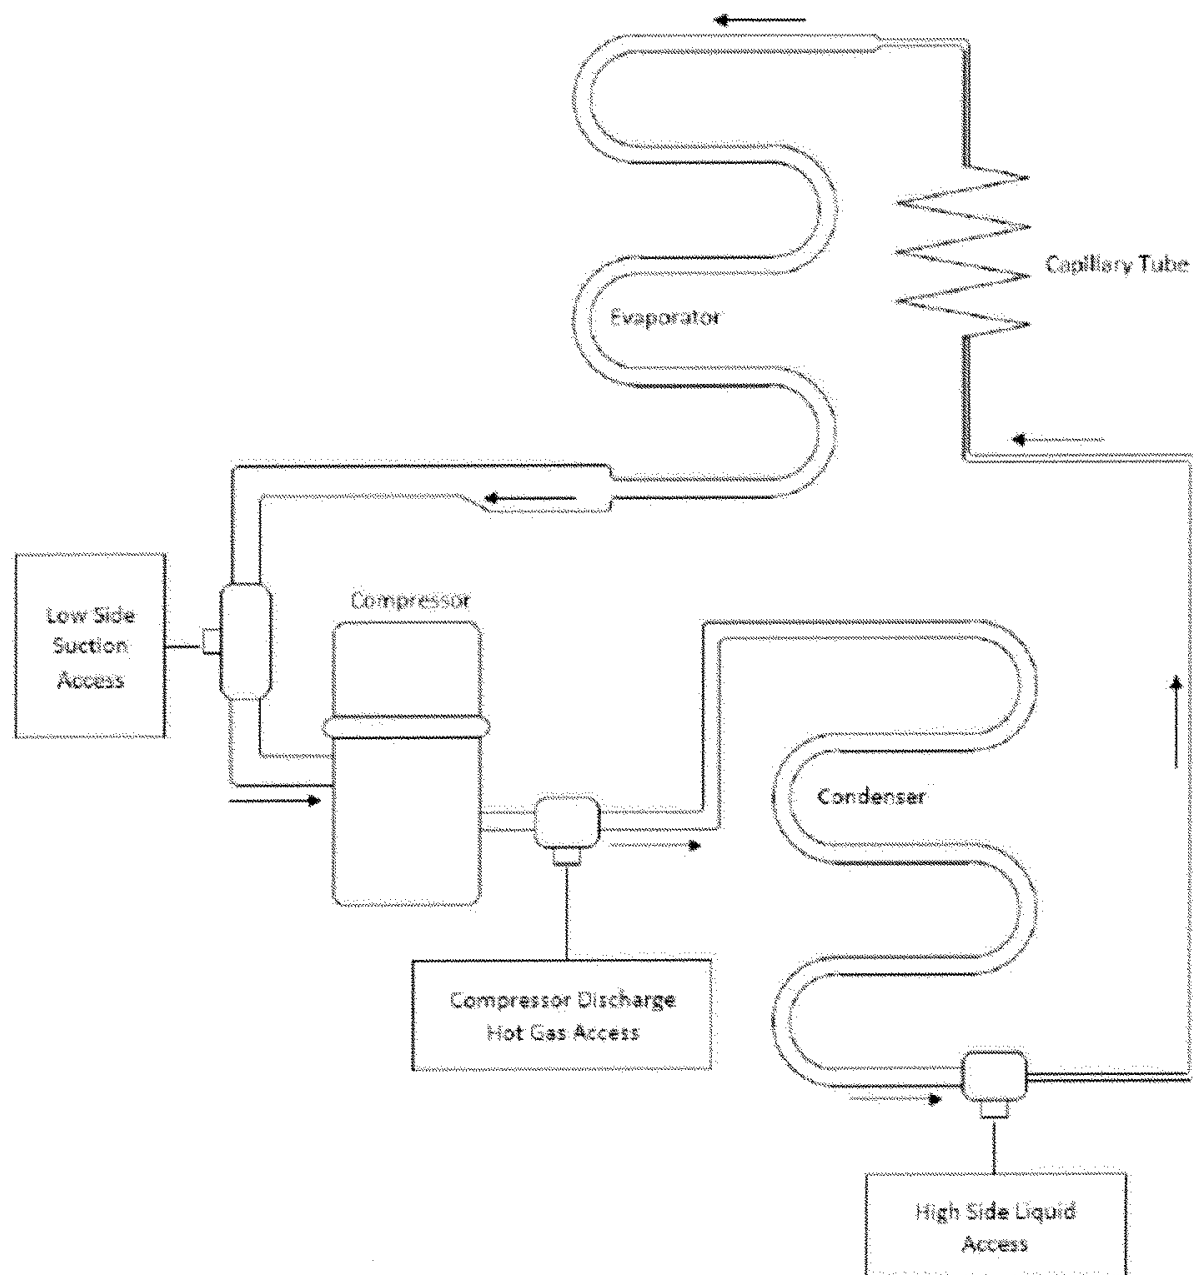 Capillary Tube
Evaporator
Low Side
Suction
Access
Compressor
Condenser
Compressor Discharge
Hot Gas Access
High Side Liquid
Access